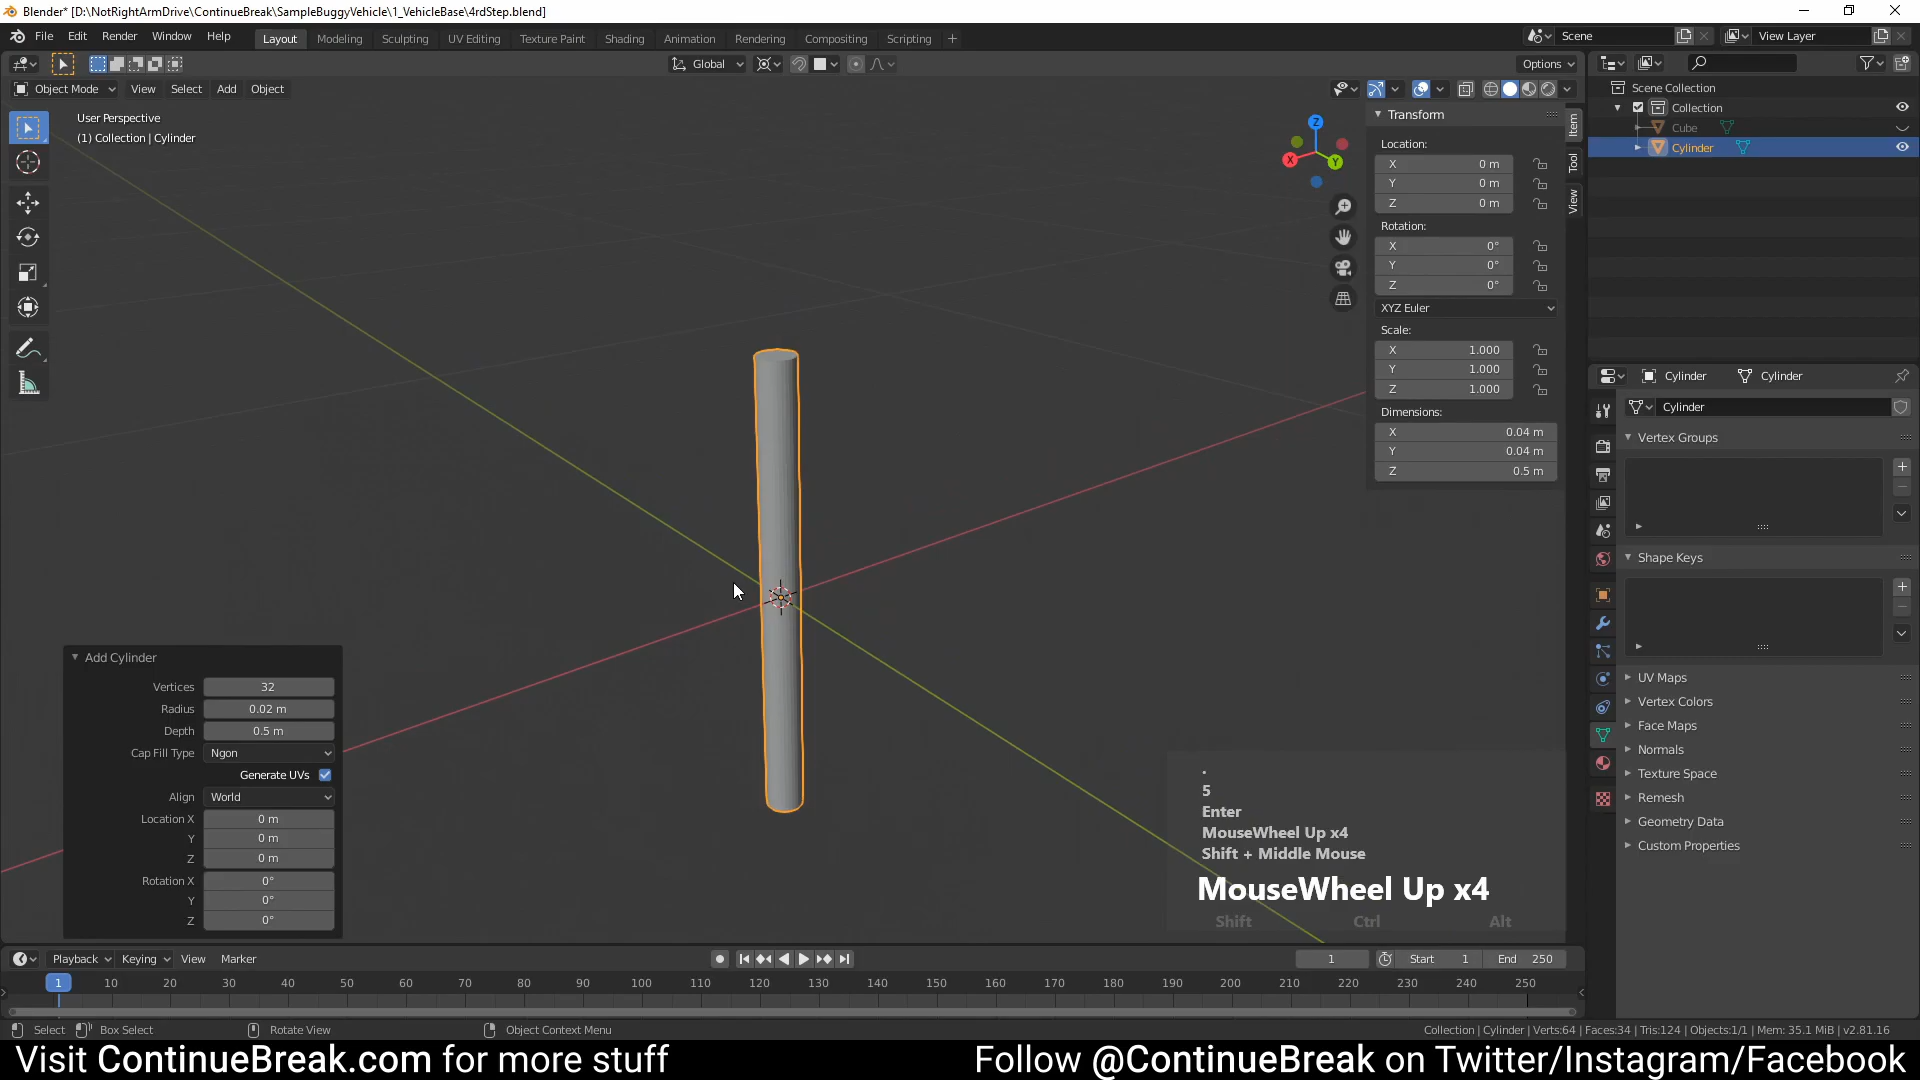 Blender* [D:\NotRightArmDrive\ContinueBreak\SampleBuggyVehicle\1_VehicleBase\4rdStep.blend]
File Edit Render Window Help Layout Modeling Sculpting UV Editing Texture Paint Shading Animation Rendering Compositing Scripting + Scene View Layer
Global Options
Object Mode View Select Add Object
User Perspective
(1) Collection | Cylinder
Z
X
Y
Item
Tool
View
Transform
Location:
X 0 m
Y 0 m
Z 0 m
Rotation:
X 0°
Y 0°
Z 0°
XYZ Euler
Scale:
X 1.000
Y 1.000
Z 1.000
Dimensions:
X 0.04 m
Y 0.04 m
Z 0.5 m
Scene Collection
Collection
Cube
Cylinder
Cylinder Cylinder
Cylinder
Vertex Groups
Shape Keys
UV Maps
Vertex Colors
Face Maps
Normals
Texture Space
Remesh
Geometry Data
Custom Properties
Add Cylinder
Vertices 32
Radius 0.02 m
Depth 0.5 m
Cap Fill Type Ngon
Generate UVs
Align World
Location X 0 m
Y 0 m
Z 0 m
Rotation X 0°
Y 0°
Z 0°
.
5
Enter
MouseWheel Up x4
Shift + Middle Mouse
MouseWheel Up x4
Shift Ctrl Alt
Playback Keying View Marker 1 Start 1 End 250
1 10 20 30 40 50 60 70 80 90 100 110 120 130 140 150 160 170 180 190 200 210 220 230 240 250
Select Box Select Rotate View Object Context Menu Collection | Cylinder | Verts:64 | Faces:34 | Tris:124 | Objects:1/1 | Mem: 35.1 MiB | v2.81.16
Visit ContinueBreak.com for more stuff Follow @ContinueBreak on Twitter/Instagram/Facebook